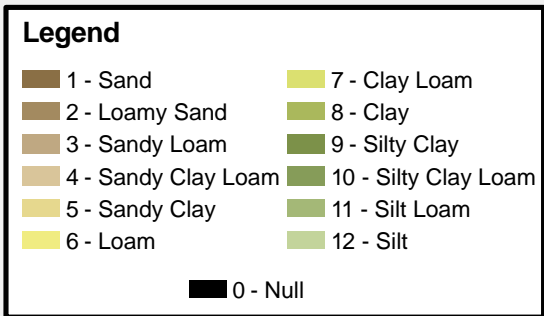 Legend
1 - Sand
2 - Loamy Sand
3 - Sandy Loam
4 - Sandy Clay Loam
5 - Sandy Clay
6 - Loam
7 - Clay Loam
8 - Clay
9 - Silty Clay
10 - Silty Clay Loam
11 - Silt Loam
12 - Silt
0 - Null